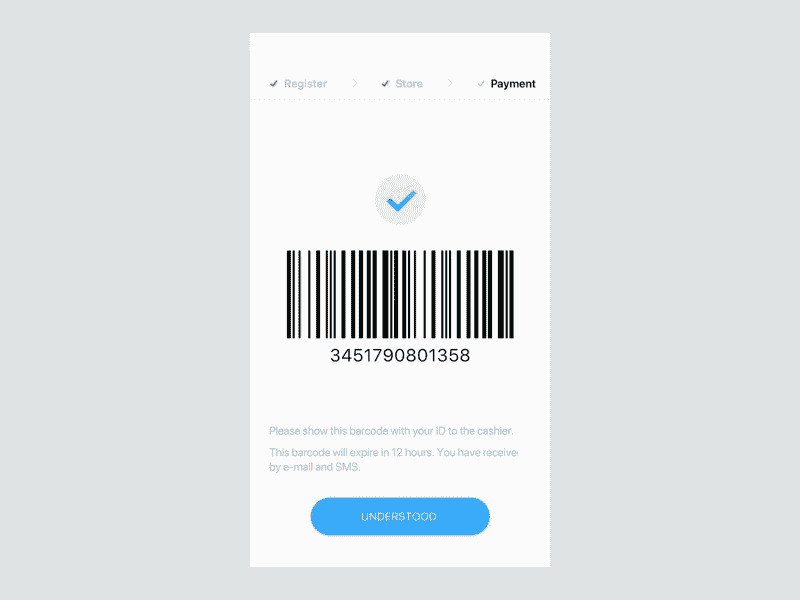 Register
Store
Payment
3451790801358
Please show this barcode with your ID to the cashier.
This barcode will expire in 12 hours. You have receive
by e-mail and SMS.
UNDERSTOOD